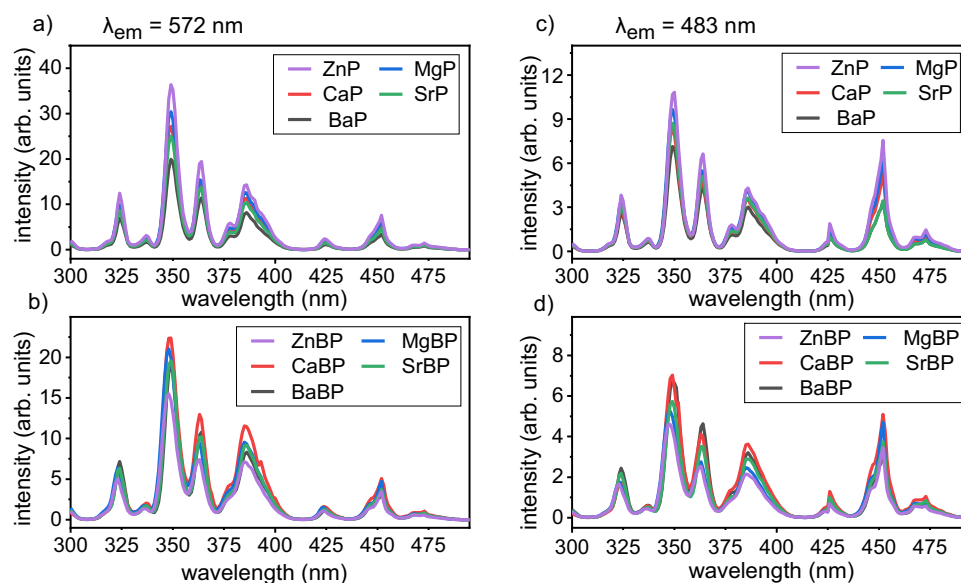 a) λem = 572 nm
intensity (arb. units)
40
30
20
10
0
ZnP MgP
CaP SrP
BaP
300 325 350 375 400 425 450 475
wavelength (nm)
c) λem = 483 nm
intensity (arb. units)
12
9
6
3
0
ZnP MgP
CaP SrP
BaP
300 325 350 375 400 425 450 475
wavelength (nm)
b)
intensity (arb. units)
20
15
10
5
0
ZnBP MgBP
CaBP SrBP
BaBP
300 325 350 375 400 425 450 475
wavelength (nm)
d)
intensity (arb. units)
8
6
4
2
0
ZnBP MgBP
CaBP SrBP
BaBP
300 325 350 375 400 425 450 475
wavelength (nm)